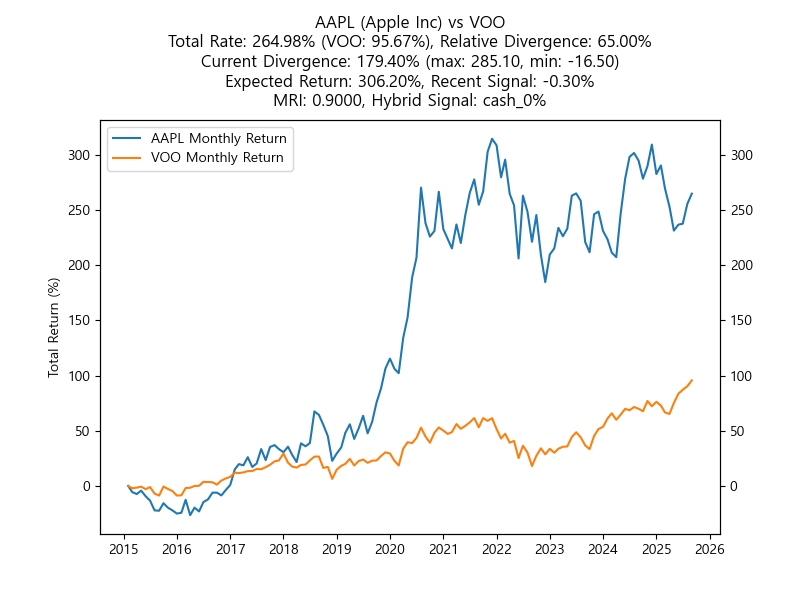 AAPL (Apple Inc) vs VOO
Total Rate: 264.98% (VOO: 95.67%), Relative Divergence: 65.00%
Current Divergence: 179.40% (max: 285.10, min: -16.50)
Expected Return: 306.20%, Recent Signal: -0.30%
MRI: 0.9000, Hybrid Signal: cash_0%
AAPL Monthly Return
VOO Monthly Return
Total Return (%)
300
250
200
150
100
50
0
300
250
200
150
100
50
0
2015 2016 2017 2018 2019 2020 2021 2022 2023 2024 2025 2026